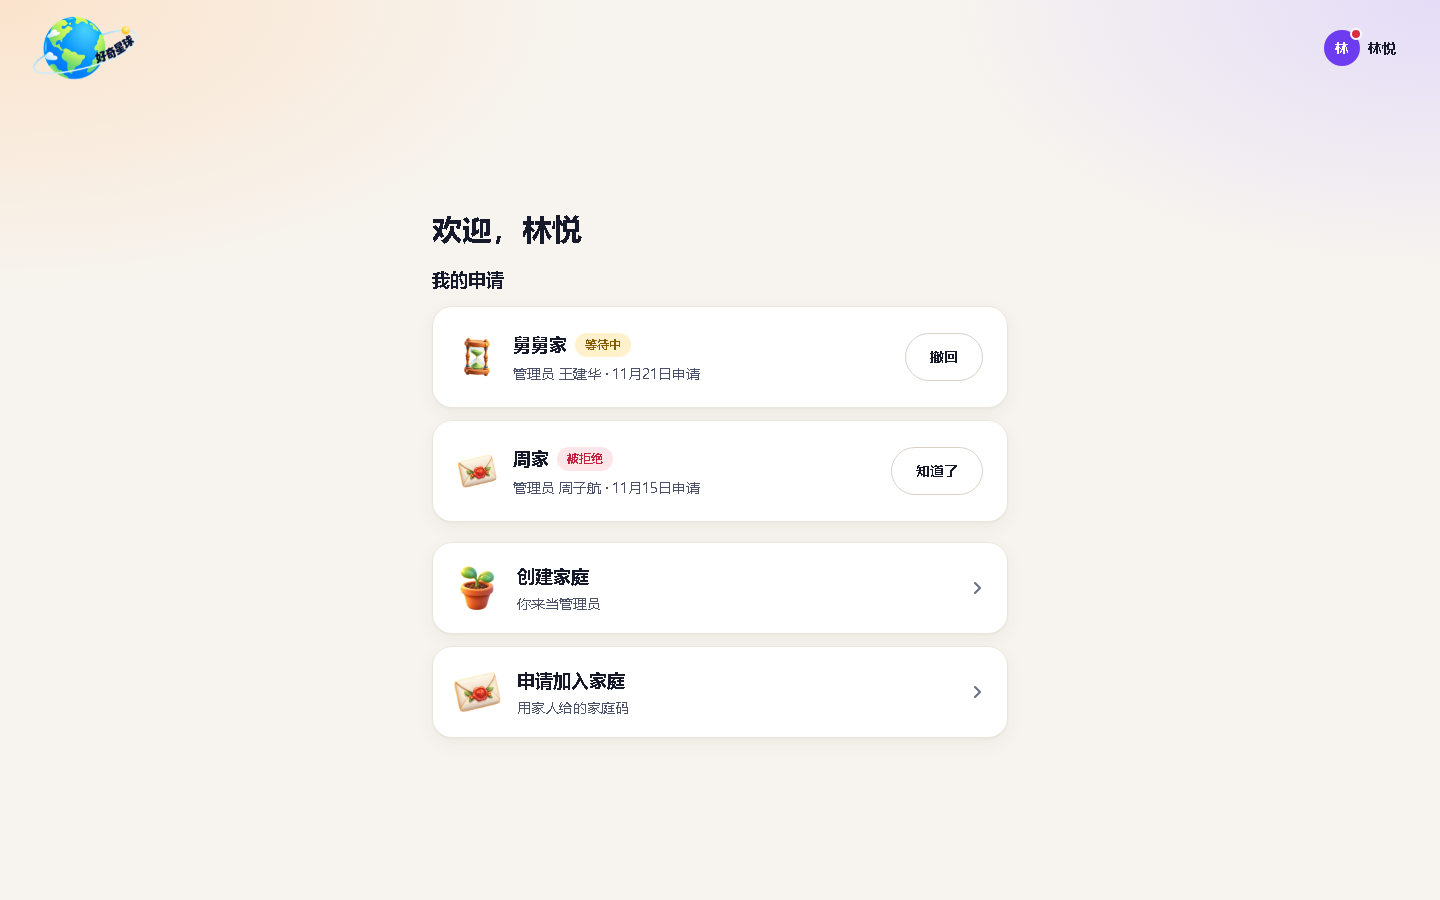 好奇星球
林
林悦
欢迎，林悦
我的申请
舅舅家
等待中
管理员 王建华 · 11月21日申请
撤回
周家
被拒绝
管理员 周子航 · 11月15日申请
知道了
创建家庭
你来当管理员
申请加入家庭
用家人给的家庭码